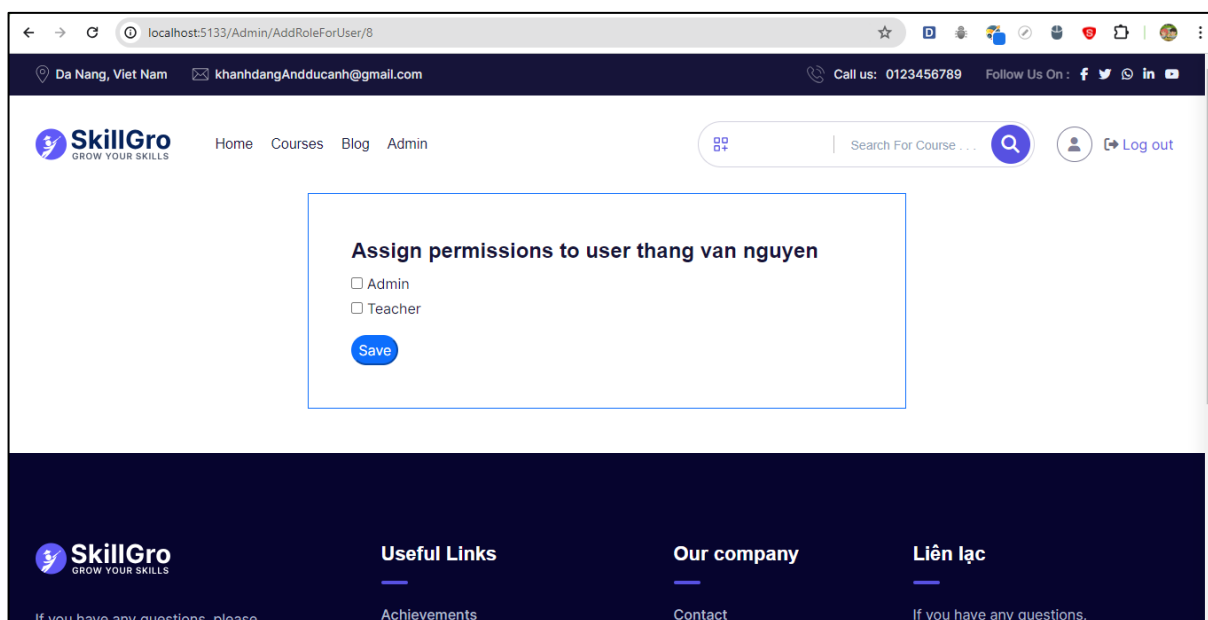 localhost:5133/Admin/AddRoleForUser/8
Da Nang, Viet Nam khanhdangAndducanh@gmail.com Call us: 0123456789 Follow Us On :
SkillGro
GROW YOUR SKILLS
Home Courses Blog Admin
Search For Course . . .
Log out
Assign permissions to user thang van nguyen
Admin
Teacher
Save
SkillGro
GROW YOUR SKILLS
If you have any questions, please
Useful Links
Achievements
Our company
Contact
Liên lạc
If you have any questions,